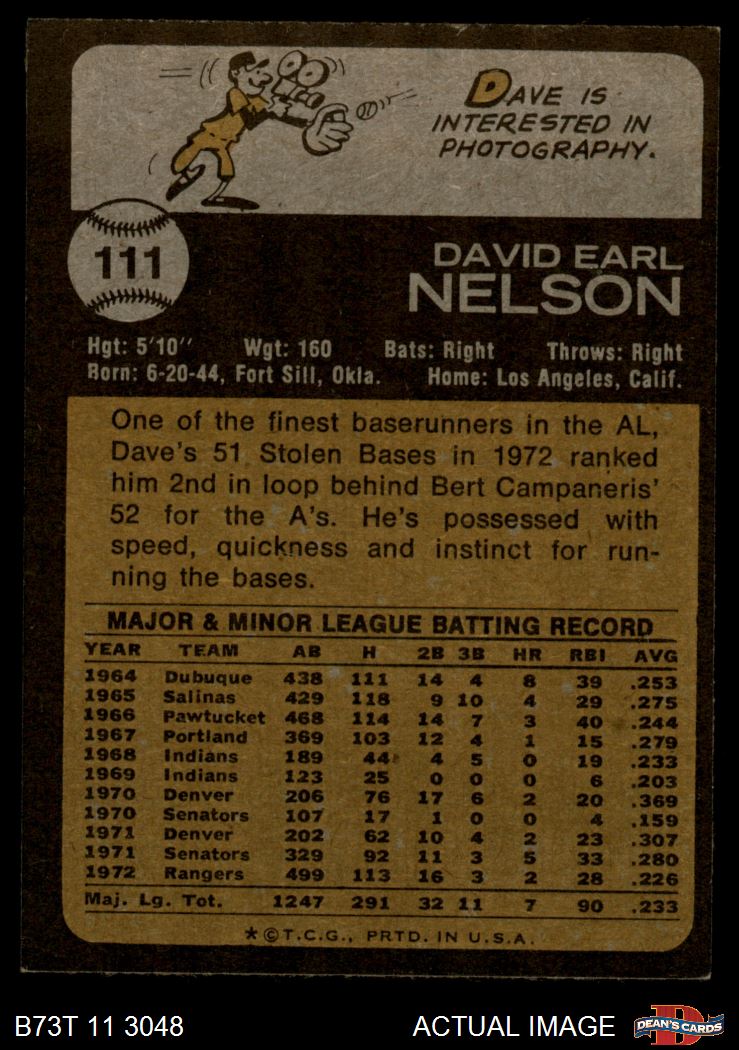 DAVE IS
INTERESTED IN
PHOTOGRAPHY.
111
DAVID EARL
NELSON
Hgt: 5'10" Wgt: 160 Bats: Right Throws: Right
Born: 6-20-44, Fort Sill, Okla. Home: Los Angeles, Calif.
One of the finest baserunners in the AL,
Dave's 51 Stolen Bases in 1972 ranked
him 2nd in loop behind Bert Campaneris'
52 for the A's. He's possessed with
speed, quickness and instinct for run-
ning the bases.
MAJOR & MINOR LEAGUE BATTING RECORD
YEAR TEAM AB H 2B 3B HR RBI AVG
1964 Dubuque 438 111 14 4 8 39 .253
1965 Salinas 429 118 9 10 4 29 .275
1966 Pawtucket 468 114 14 7 3 40 .244
1967 Portland 369 103 12 4 1 15 .279
1968 Indians 189 44 4 5 0 19 .233
1969 Indians 123 25 0 0 0 6 .203
1970 Denver 206 76 17 6 2 20 .369
1970 Senators 107 17 1 0 0 4 .159
1971 Denver 202 62 10 4 2 23 .307
1971 Senators 329 92 11 3 5 33 .280
1972 Rangers 499 113 16 3 2 28 .226
Maj. Lg. Tot. 1247 291 32 11 7 90 .233
*©T.C.G., PRTD. IN U.S.A.
B73T 11 3048 ACTUAL IMAGE DEAN'S CARDS